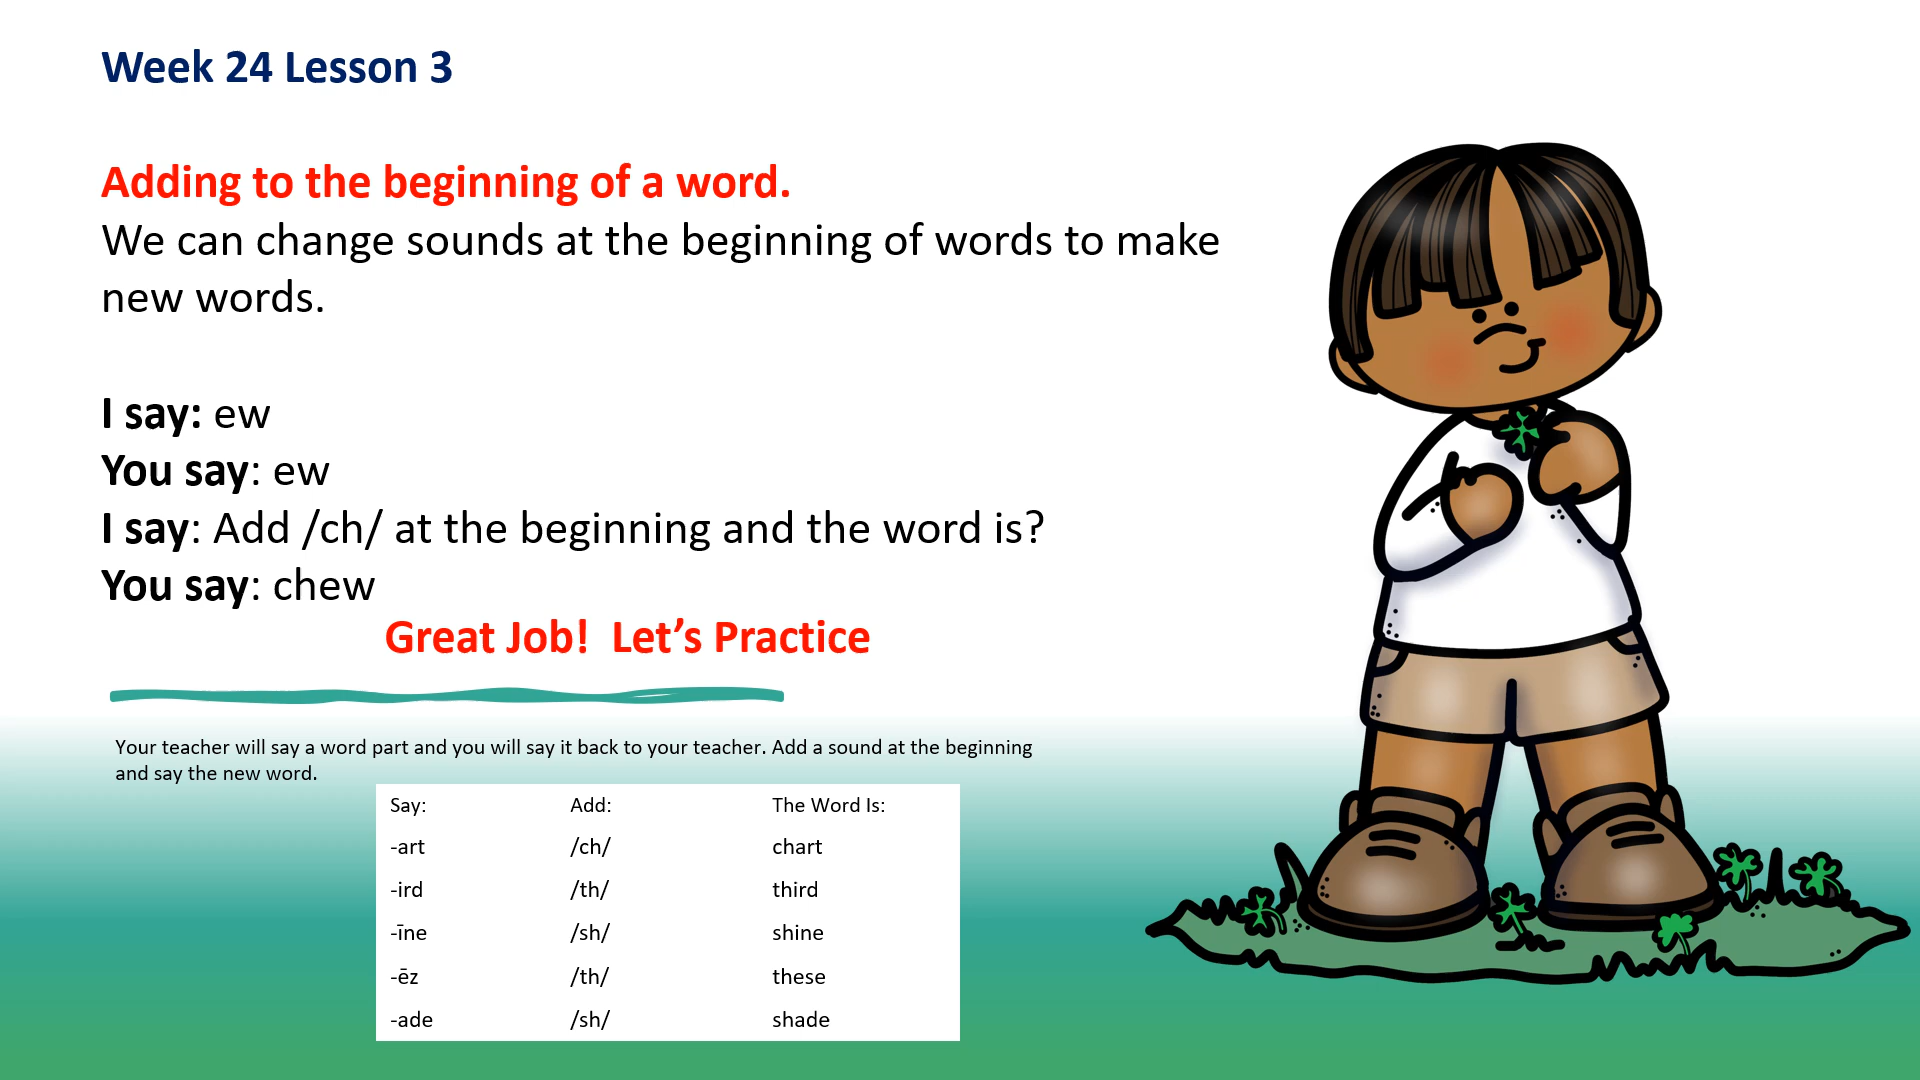 Week 24 Lesson 3
Adding to the beginning of a word.
We can change sounds at the beginning of words to make
new words.
I say: ew
You say: ew
I say: Add /ch/ at the beginning and the word is?
You say: chew
Great Job!  Let’s Practice
Your teacher will say a word part and you will say it back to your teacher. Add a sound at the beginning
and say the new word.
Say: Add: The Word Is:
-art /ch/ chart
-ird /th/ third
-īne /sh/ shine
-ēz /th/ these
-ade /sh/ shade